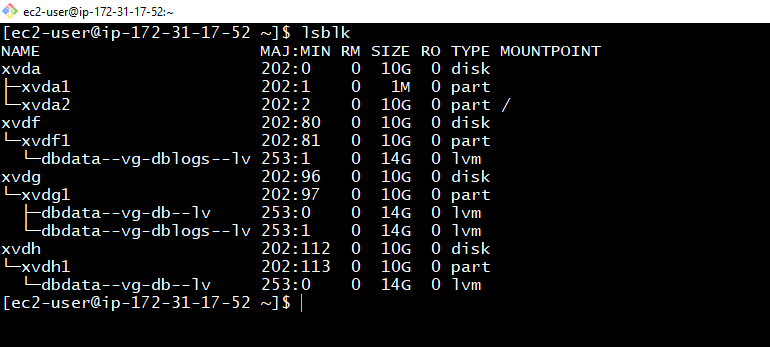 ec2-user@ip-172-31-17-52:~
[ec2-user@ip-172-31-17-52 ~]$ lsblk
NAME                      MAJ:MIN RM SIZE RO TYPE MOUNTPOINT
xvda                      202:0    0  10G  0 disk
├─xvda1                   202:1    0   1M  0 part
└─xvda2                   202:2    0  10G  0 part /
xvdf                      202:80   0  10G  0 disk
└─xvdf1                   202:81   0  10G  0 part
  └─dbdata--vg-dblogs--lv 253:1    0  14G  0 lvm
xvdg                      202:96   0  10G  0 disk
└─xvdg1                   202:97   0  10G  0 part
  ├─dbdata--vg-db--lv     253:0    0  14G  0 lvm
  └─dbdata--vg-dblogs--lv 253:1    0  14G  0 lvm
xvdh                      202:112  0  10G  0 disk
└─xvdh1                   202:113  0  10G  0 part
  └─dbdata--vg-db--lv     253:0    0  14G  0 lvm
[ec2-user@ip-172-31-17-52 ~]$